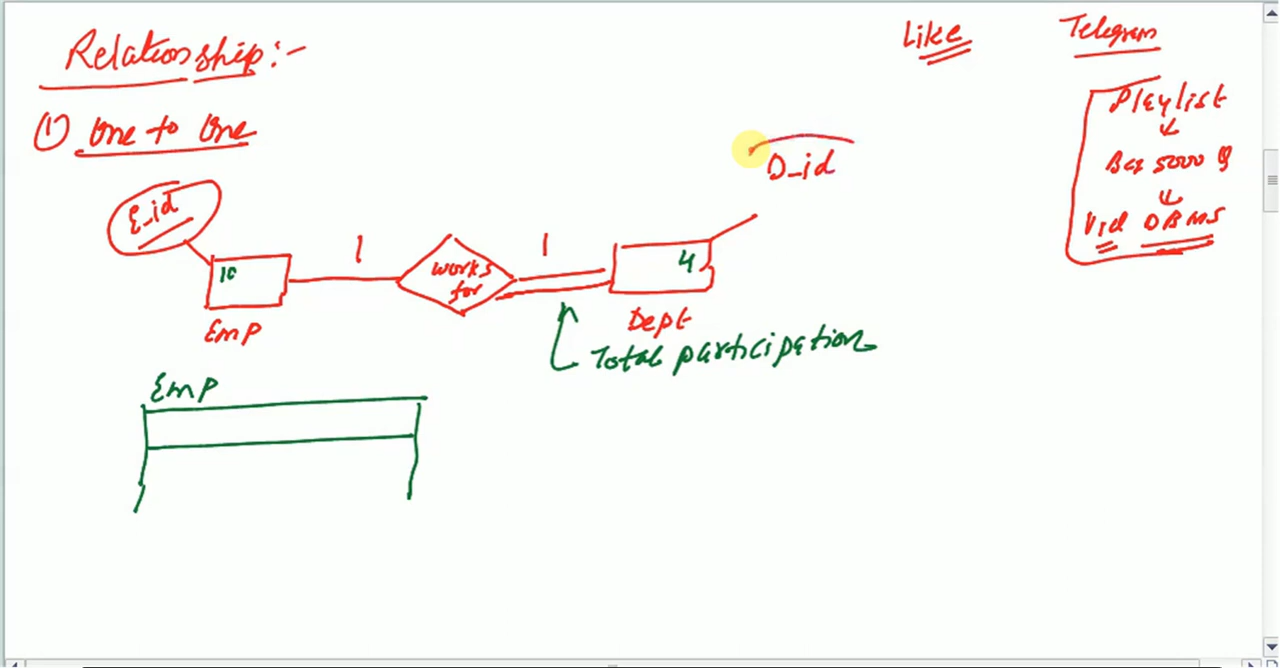 Relationship:-
① One to One
E_id
10
Emp
1
works
for
1
4
Dept
D_id
Total participation
Emp
Like
Telegram
Playlist
5000 Q
Vid DBMS